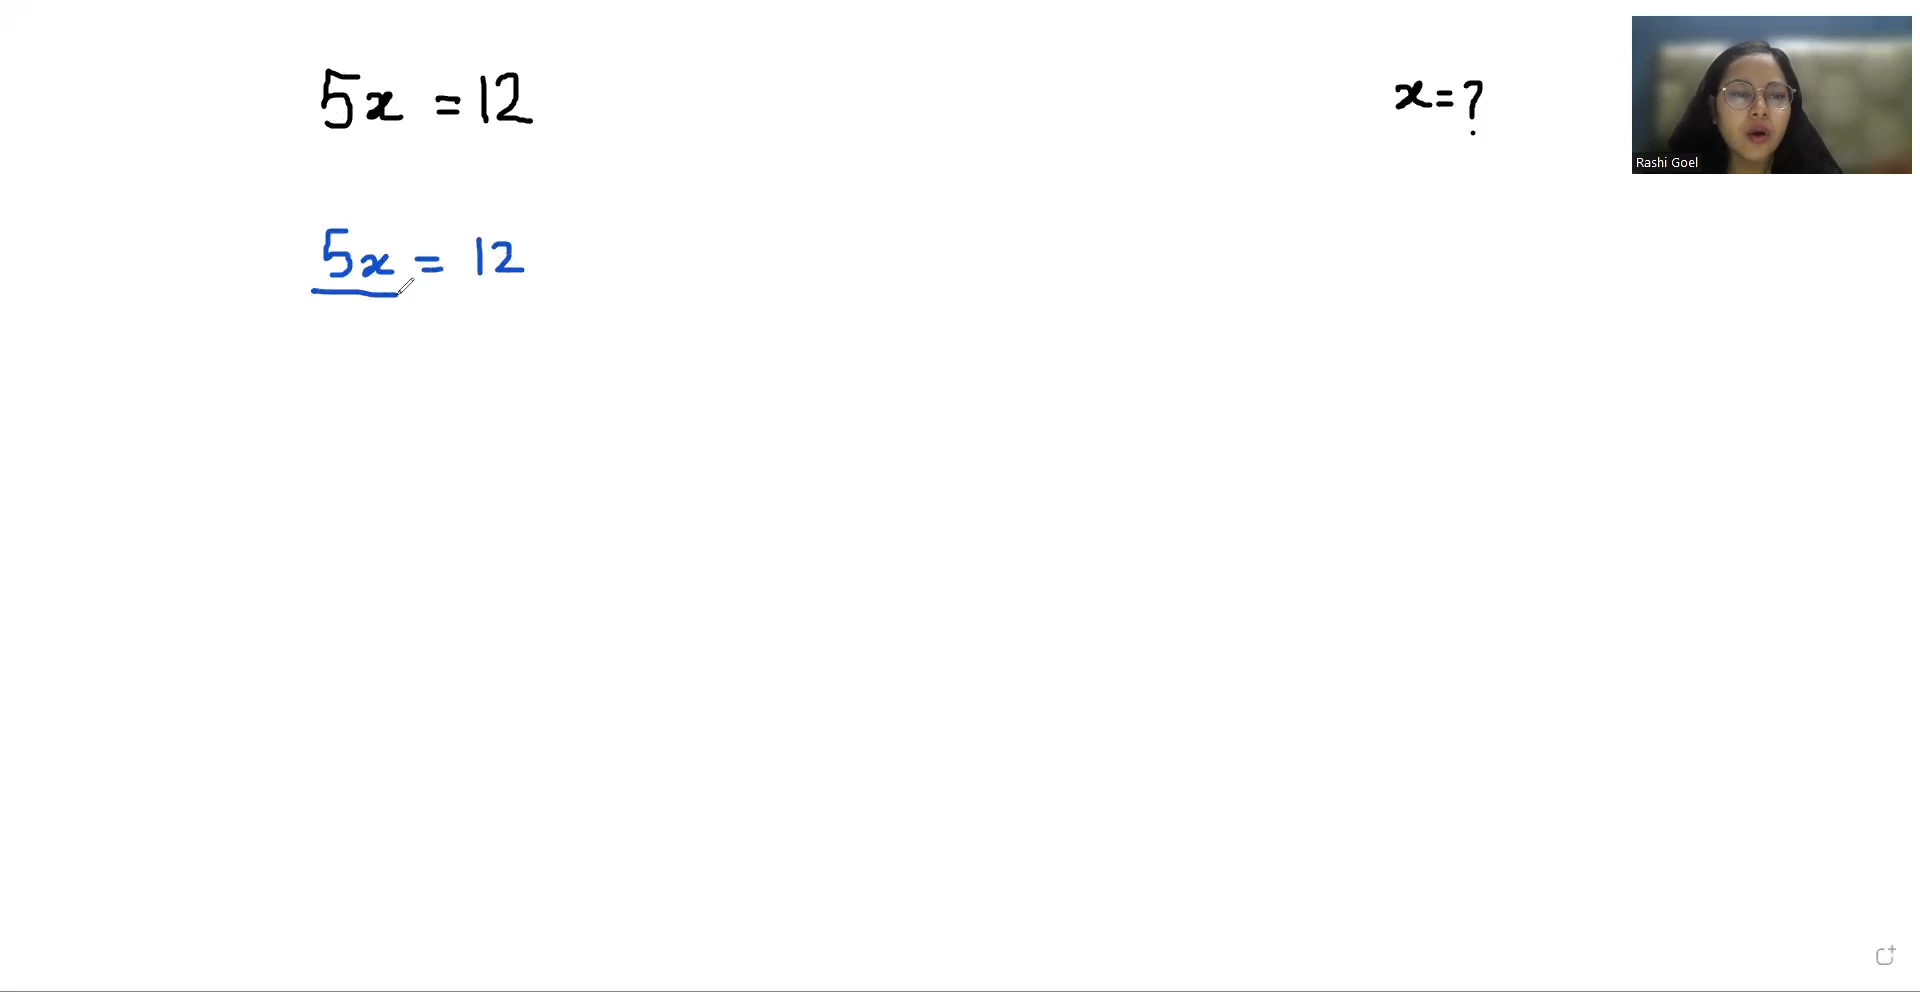 5x = 12
x = ?
Rashi Goel
5x = 12